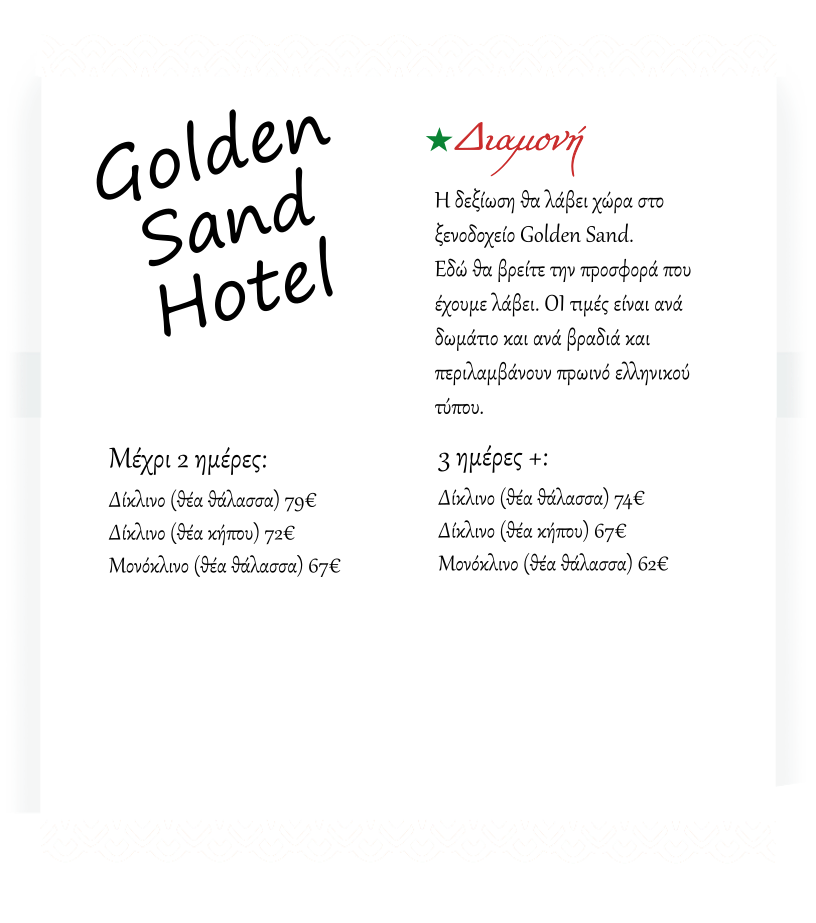 Golden
Sand
Hotel
Διαμονή
Η δεξίωση θα λάβει χώρα στο
ξενοδοχείο Golden Sand.
Εδώ θα βρείτε την προσφορά που
έχουμε λάβει. ΟΙ τιμές είναι ανά
δωμάτιο και ανά βραδιά και
περιλαμβάνουν πρωινό ελληνικού
τύπου.
Μέχρι 2 ημέρες:
Δίκλινο (θέα θάλασσα) 79€
Δίκλινο (θέα κήπου) 72€
Μονόκλινο (θέα θάλασσα) 67€
3 ημέρες +:
Δίκλινο (θέα θάλασσα) 74€
Δίκλινο (θέα κήπου) 67€
Μονόκλινο (θέα θάλασσα) 62€